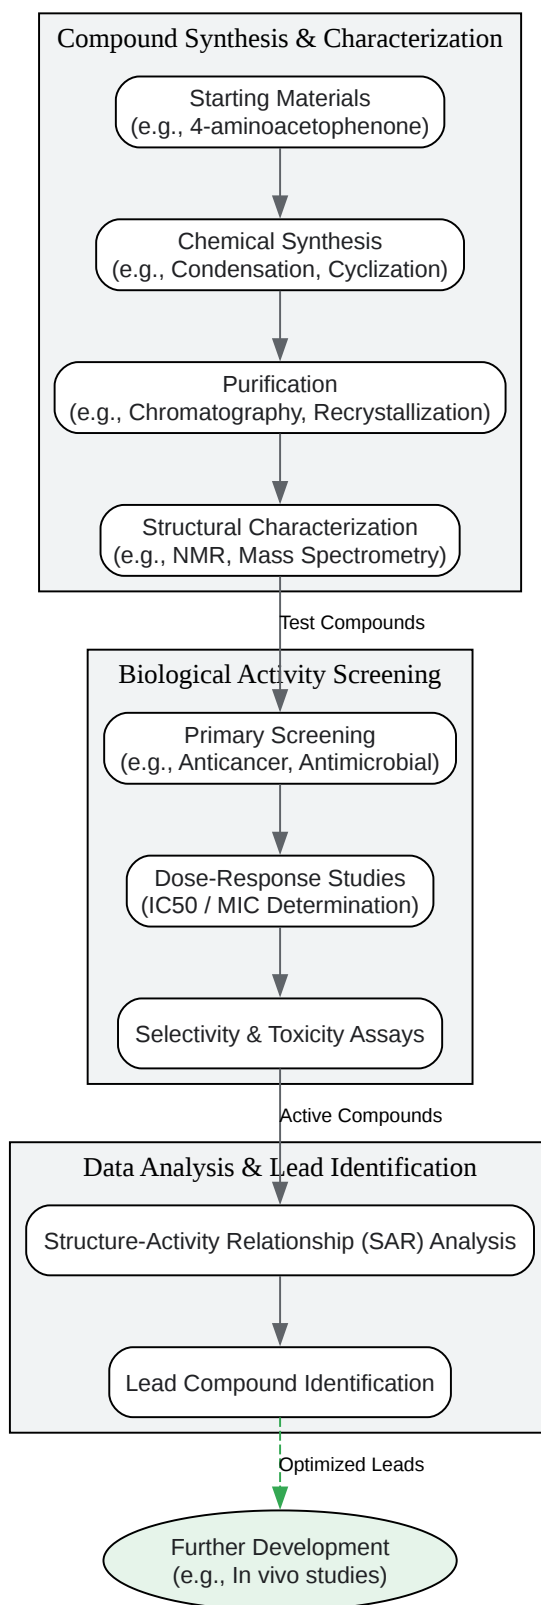 Compound Synthesis & Characterization
Starting Materials
(e.g., 4-aminoacetophenone)
Chemical Synthesis
(e.g., Condensation, Cyclization)
Purification
(e.g., Chromatography, Recrystallization)
Structural Characterization
(e.g., NMR, Mass Spectrometry)
Test Compounds
Biological Activity Screening
Primary Screening
(e.g., Anticancer, Antimicrobial)
Dose-Response Studies
(IC50 / MIC Determination)
Selectivity & Toxicity Assays
Active Compounds
Data Analysis & Lead Identification
Structure-Activity Relationship (SAR) Analysis
Lead Compound Identification
Optimized Leads
Further Development
(e.g., In vivo studies)